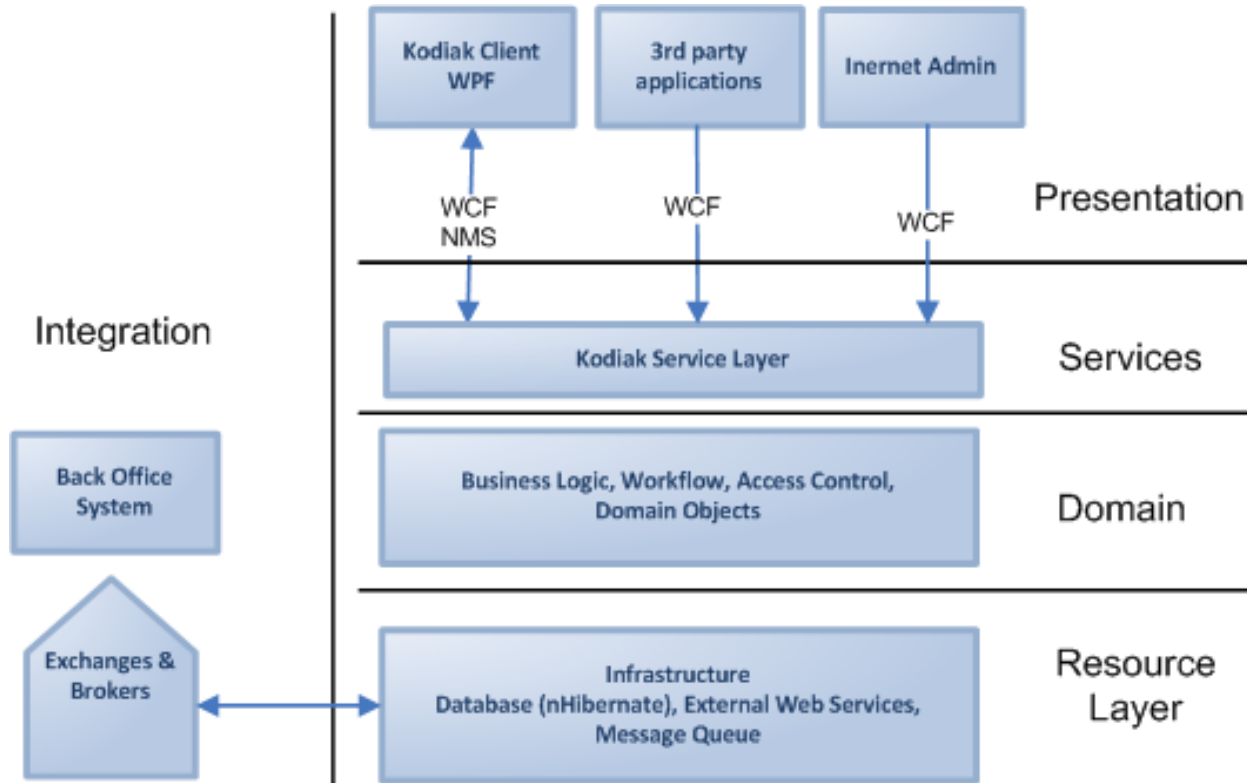 Kodiak Client
WPF
3rd party
applications
Inernet Admin
WCF
NMS
WCF
WCF
Presentation
Integration
Kodiak Service Layer
Services
Back Office
System
Business Logic, Workflow, Access Control,
Domain Objects
Domain
Exchanges &
Brokers
Infrastructure
Database (nHibernate), External Web Services,
Message Queue
Resource
Layer